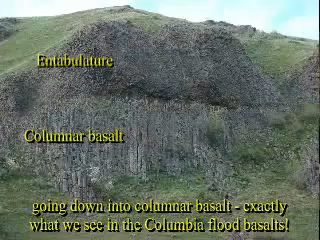 Entabulature
Columnar basalt
going down into columnar basalt - exactly
what we see in the Columbia flood basalts!